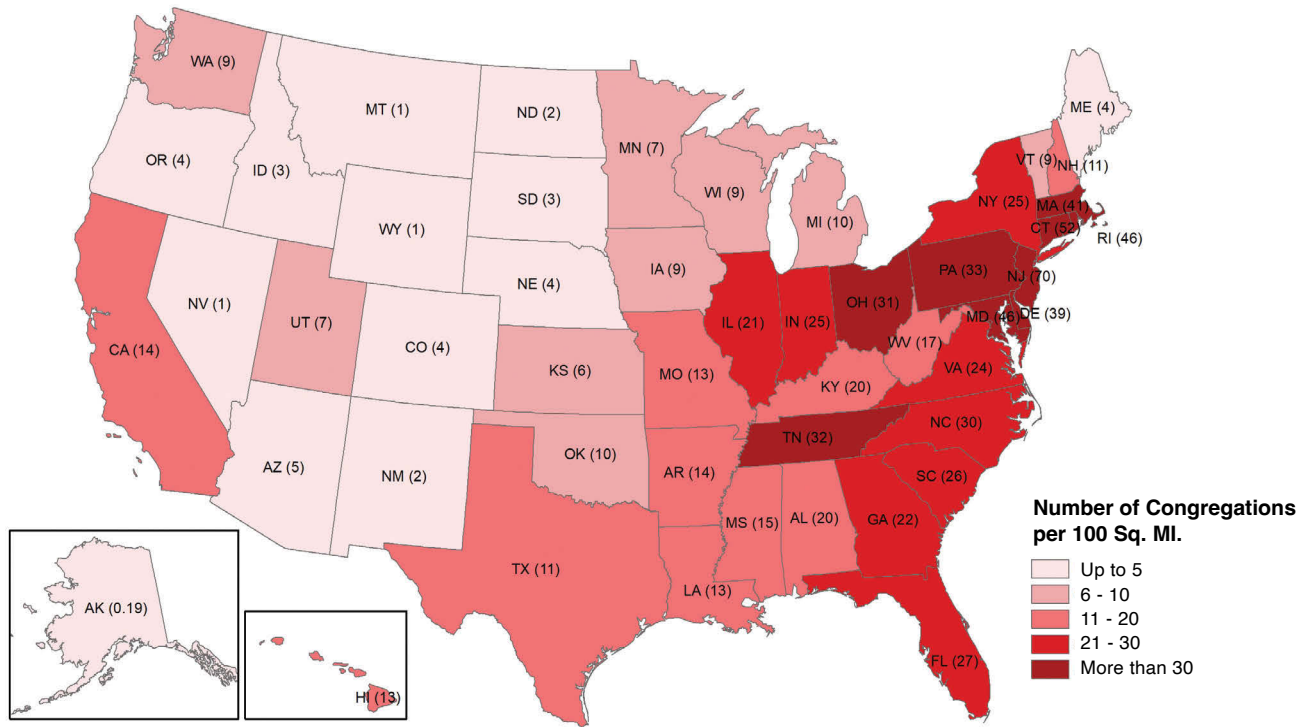 WA (9)
MT (1)
ND (2)
ME (4)
MN (7)
OR (4)
ID (3)
VT (9)
NH (11)
WI (9)
SD (3)
NY (25)
MI (10)
MA (41)
WY (1)
CT (52)
RI (46)
IA (9)
PA (33)
NJ (70)
NE (4)
OH (31)
NV (1)
UT (7)
IL (21)
IN (25)
MD (46)
DE (39)
CA (14)
CO (4)
WV (17)
KS (6)
MO (13)
VA (24)
KY (20)
NC (30)
TN (32)
OK (10)
AZ (5)
NM (2)
AR (14)
SC (26)
MS (15)
AL (20)
GA (22)
TX (11)
LA (13)
AK (0.19)
FL (27)
HI (13)
Number of Congregations
per 100 Sq. MI.
Up to 5
6 - 10
11 - 20
21 - 30
More than 30